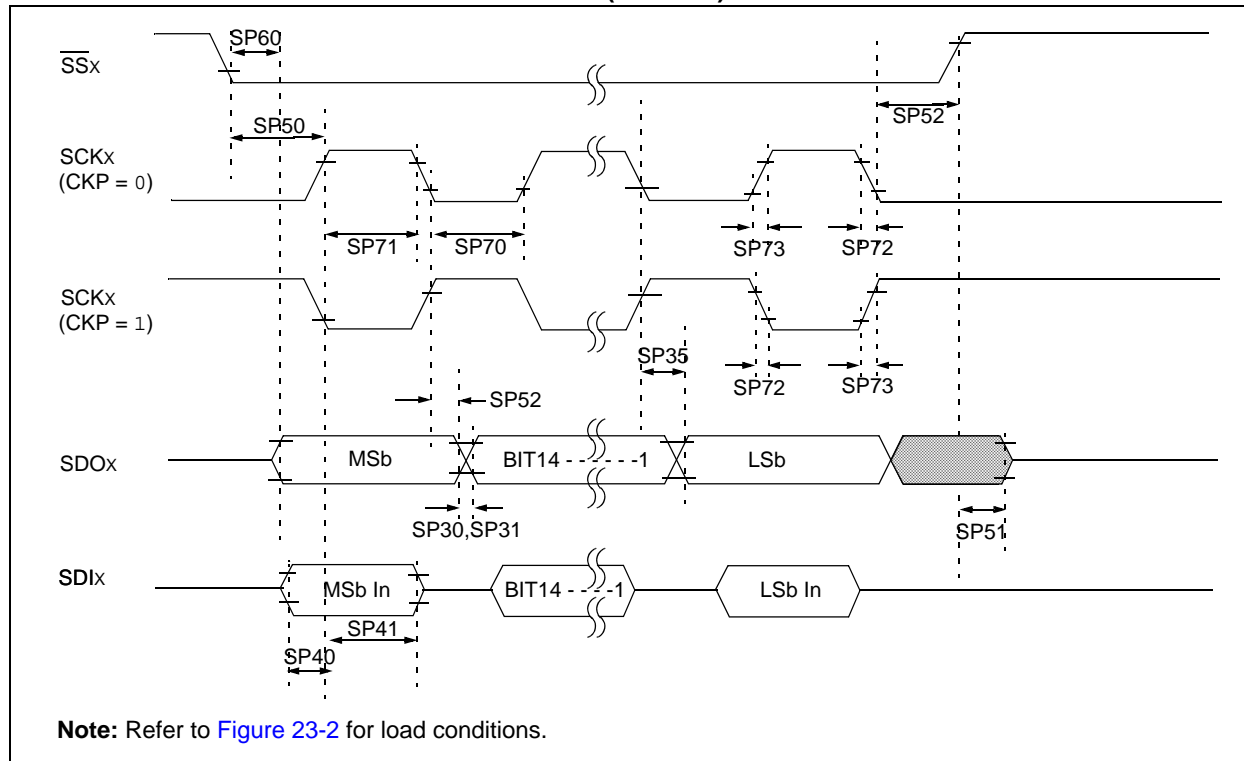 SP60
SSX
SP50
SP52
SCKX
(CKP = 0)
SP71
SP70
SP73
SP72
SCKX
(CKP = 1)
SP35
SP72
SP73
SP52
SDOX
MSb
BIT14 - - - - - -1
LSb
SP30,SP31
SP51
SDIX
MSb In
BIT14 - - - -1
LSb In
SP41
SP40
Note: Refer to Figure 23-2 for load conditions.